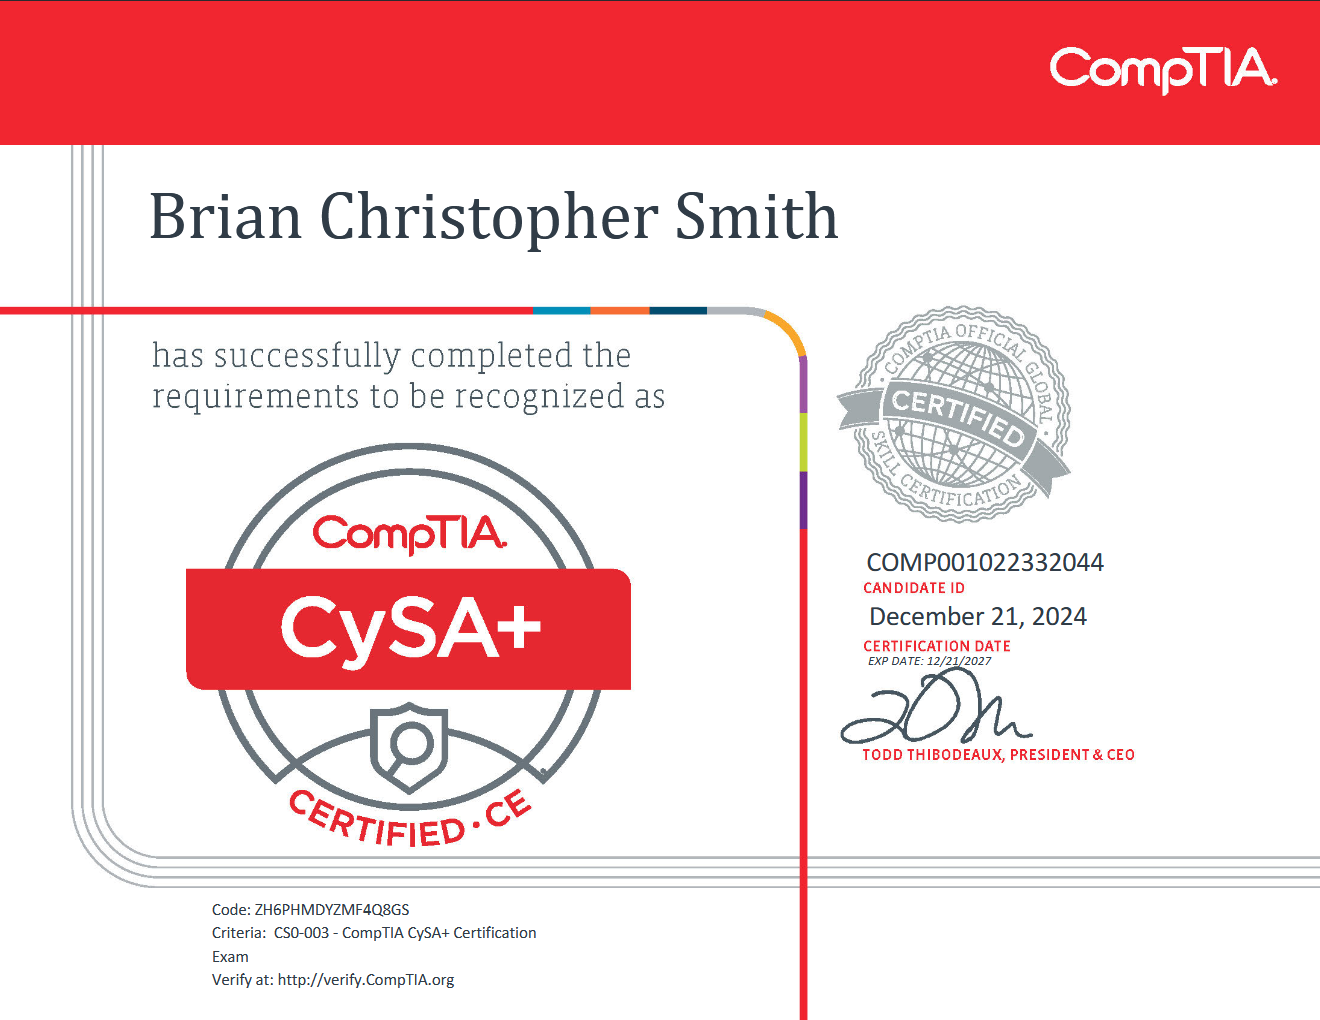 CompTIA.
Brian Christopher Smith
has successfully completed the
requirements to be recognized as
COMPTIA OFFICIAL GLOBAL
CERTIFIED
SKILL CERTIFICATION
CompTIA.
CySA+
CERTIFIED · CE
COMP001022332044
CANDIDATE ID
December 21, 2024
CERTIFICATION DATE
EXP DATE: 12/21/2027
TODD THIBODEAUX, PRESIDENT & CEO
Code: ZH6PHMDYZMF4Q8GS
Criteria: CS0-003 - CompTIA CySA+ Certification
Exam
Verify at: http://verify.CompTIA.org